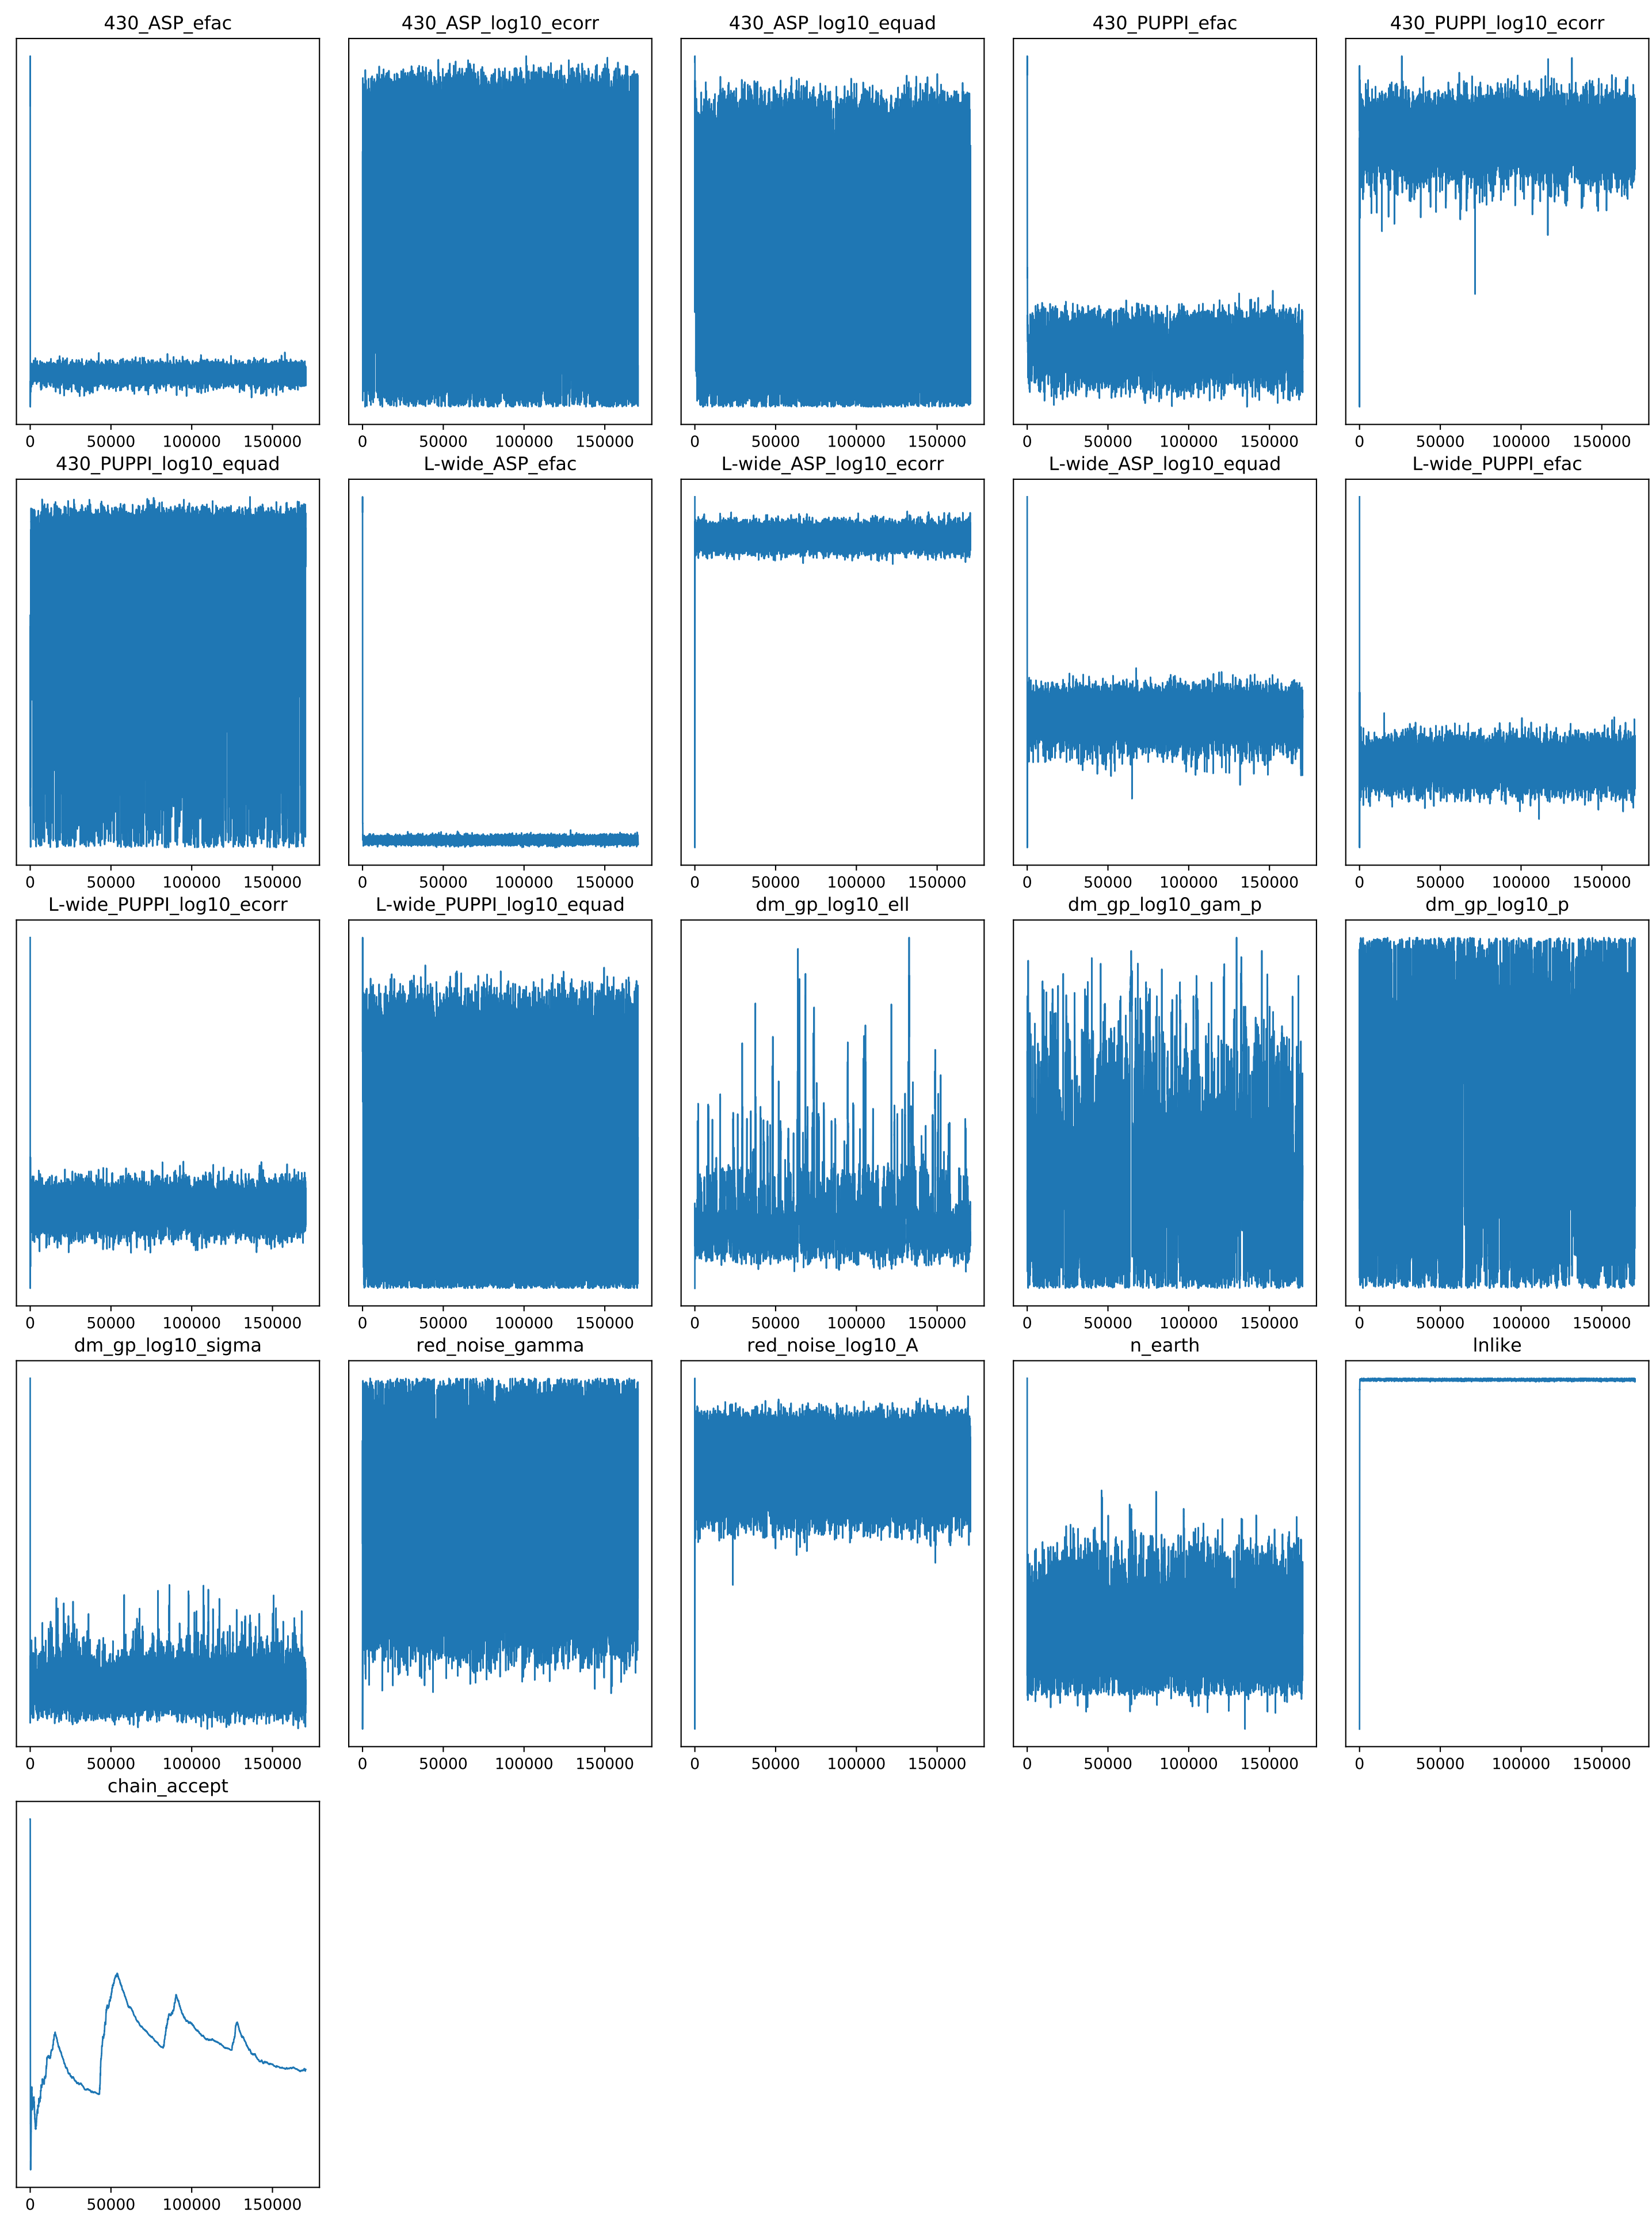 430_ASP_efac 430_ASP_log10_ecorr 430_ASP_log10_equad 430_PUPPI_efac 430_PUPPI_log10_ecorr
0 50000 100000 150000 0 50000 100000 150000 0 50000 100000 150000 0 50000 100000 150000 0 50000 100000 150000
430_PUPPI_log10_equad L-wide_ASP_efac L-wide_ASP_log10_ecorr L-wide_ASP_log10_equad L-wide_PUPPI_efac
0 50000 100000 150000 0 50000 100000 150000 0 50000 100000 150000 0 50000 100000 150000 0 50000 100000 150000
L-wide_PUPPI_log10_ecorr L-wide_PUPPI_log10_equad dm_gp_log10_ell dm_gp_log10_gam_p dm_gp_log10_p
0 50000 100000 150000 0 50000 100000 150000 0 50000 100000 150000 0 50000 100000 150000 0 50000 100000 150000
dm_gp_log10_sigma red_noise_gamma red_noise_log10_A n_earth lnlike
0 50000 100000 150000 0 50000 100000 150000 0 50000 100000 150000 0 50000 100000 150000 0 50000 100000 150000
chain_accept
0 50000 100000 150000